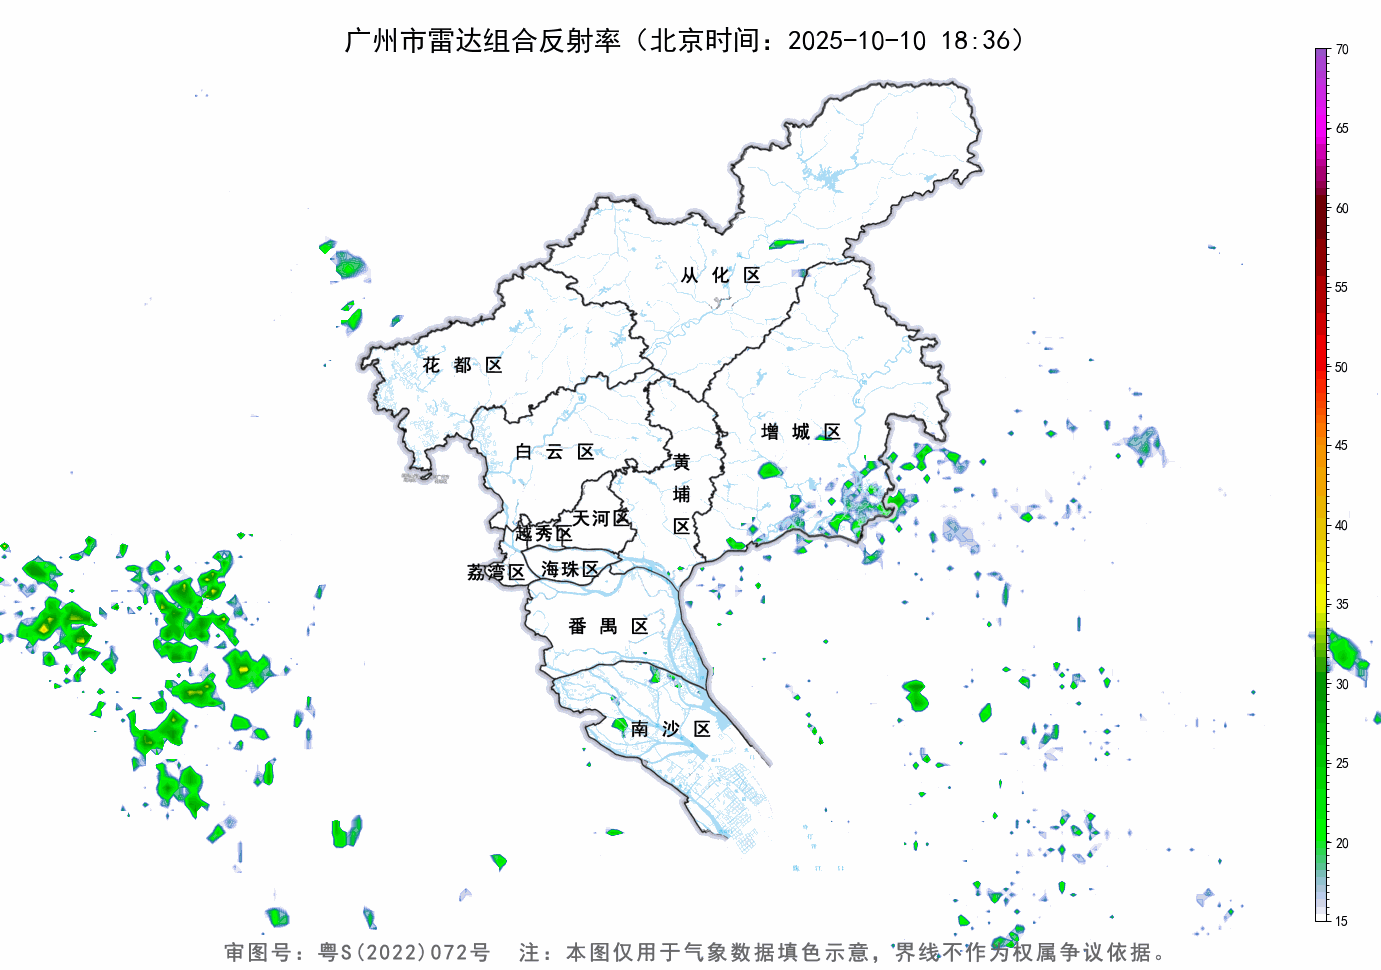 广州市雷达组合反射率（北京时间：2025-10-10 18:36）
70
65
60
55
50
45
40
35
30
25
20
15
从化区
花都区
增城区
白云区
黄埔区
天河区
越秀区
荔湾区
海珠区
番禺区
南沙区
审图号：粤S(2022)072号 注：本图仅用于气象数据填色示意，界线不作为权属争议依据。